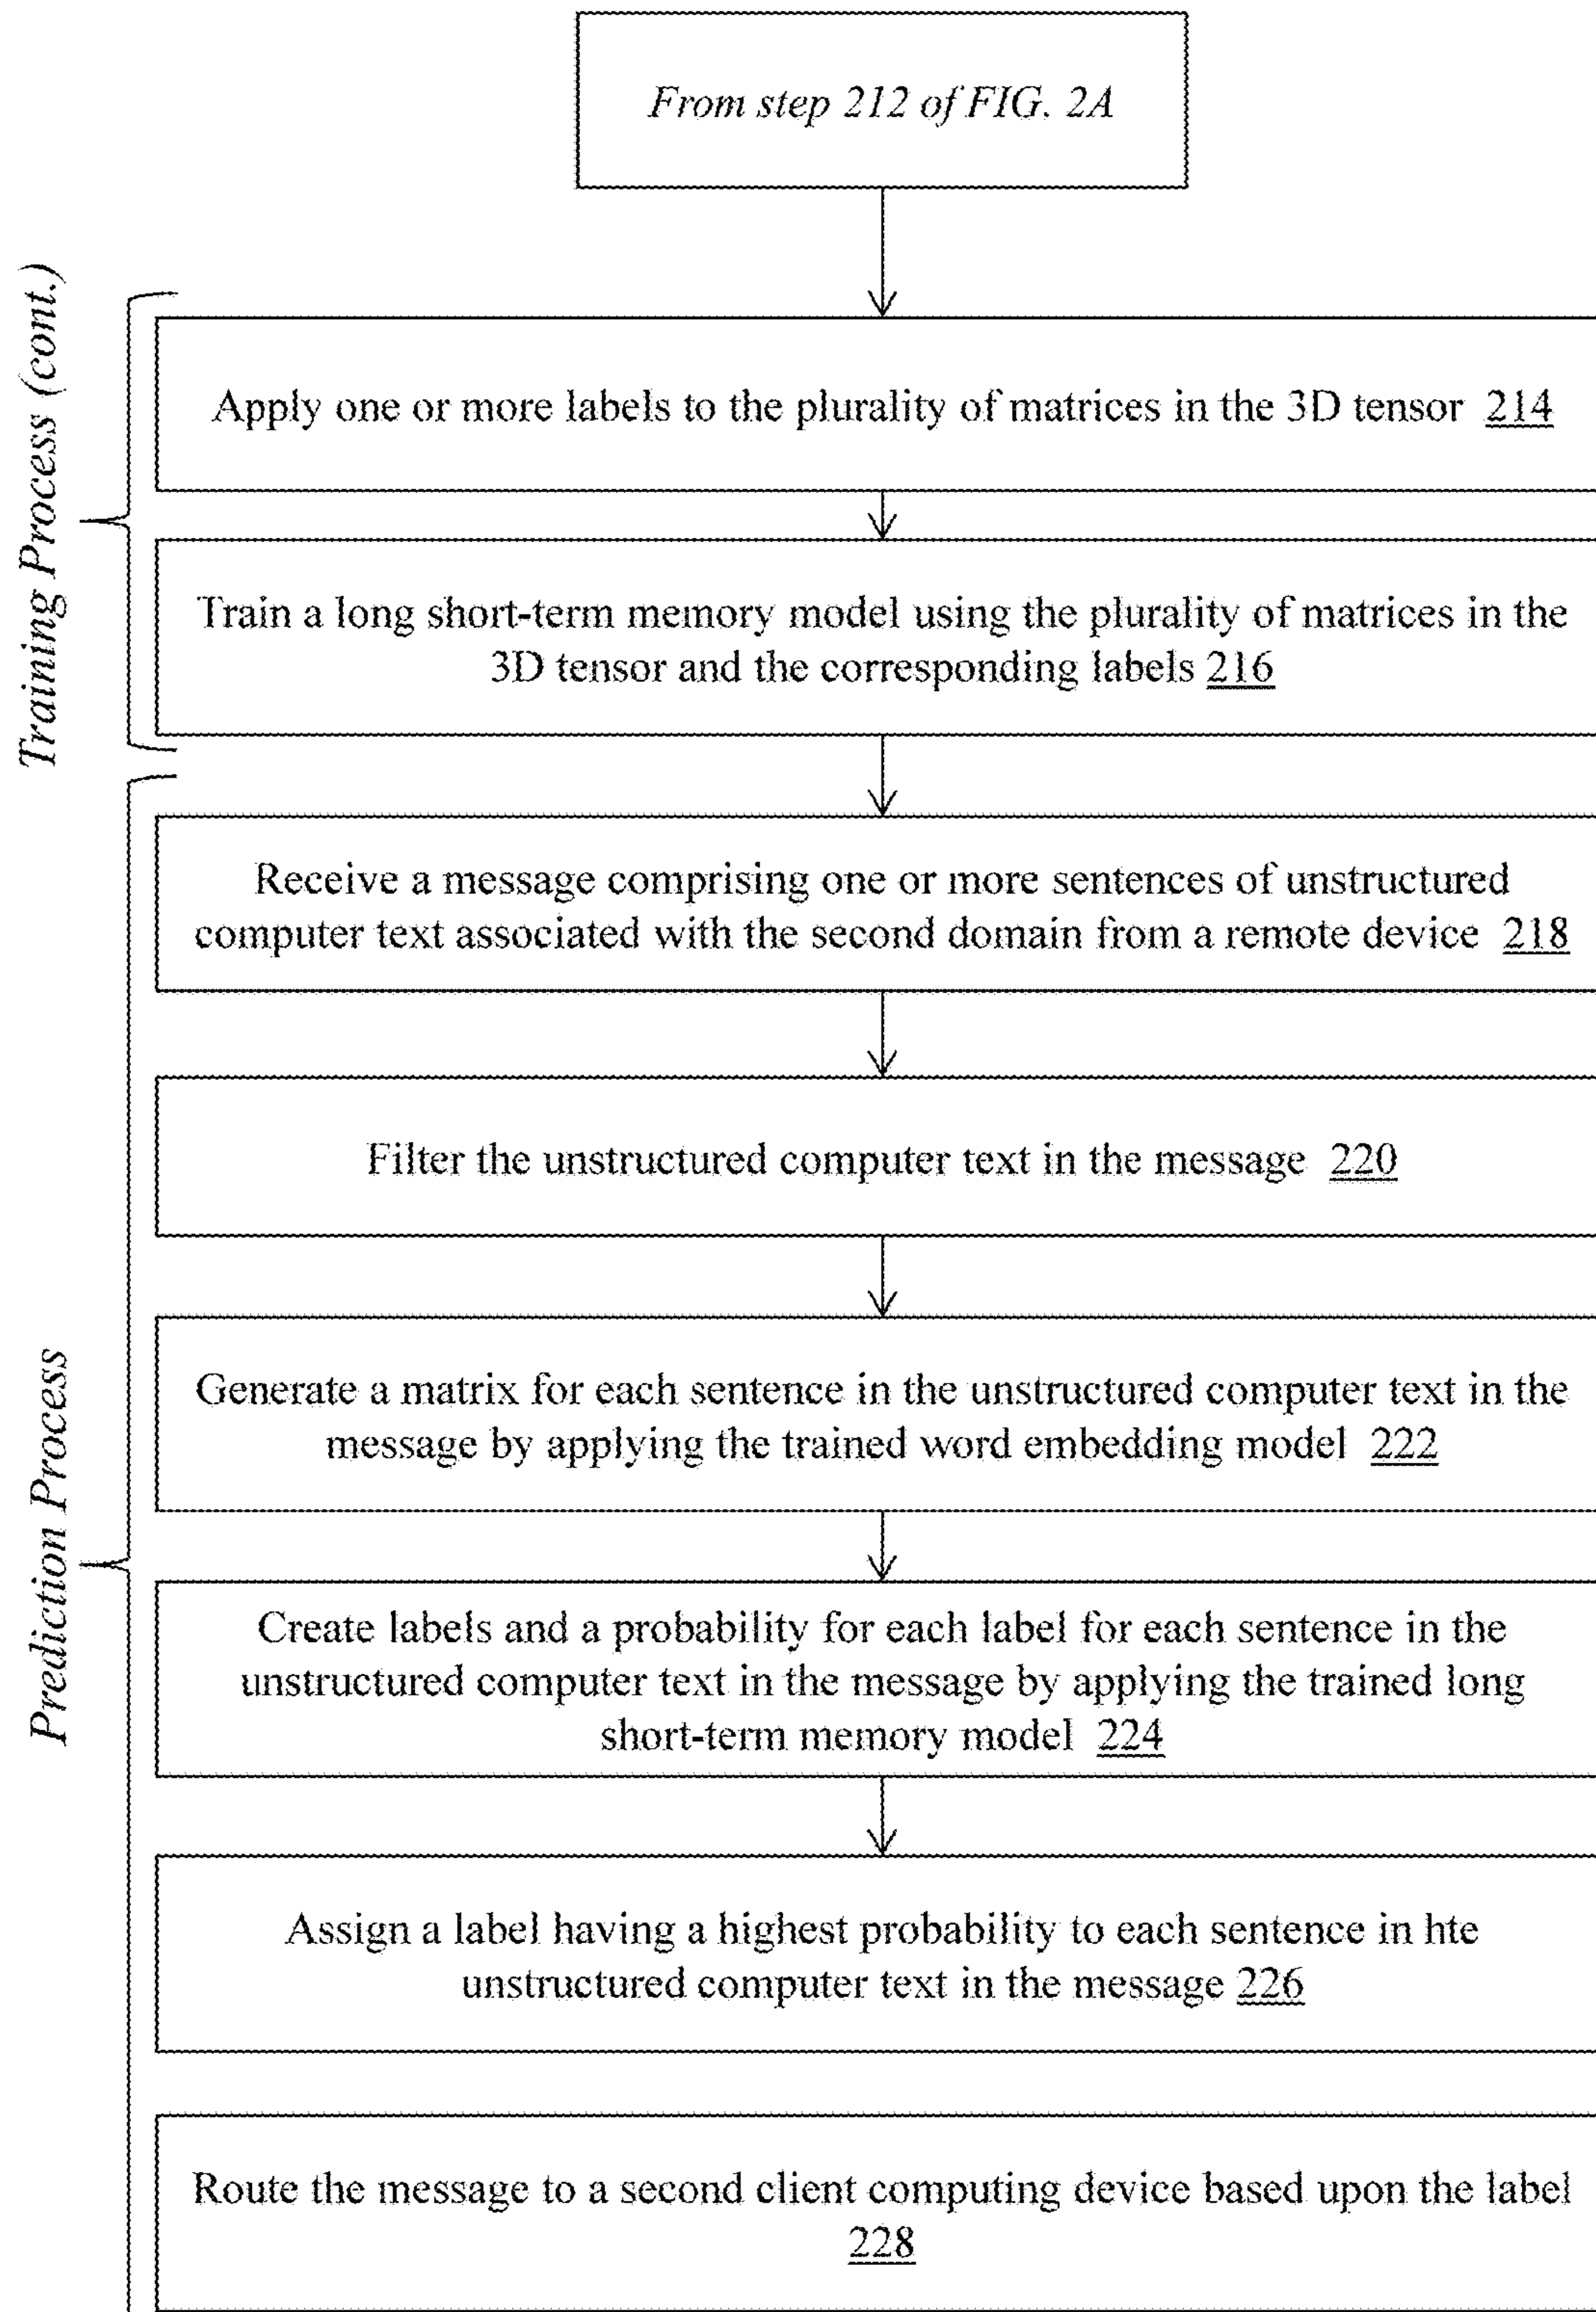 From step 212 of FIG. 2A
Training Process (cont.)
Apply one or more labels to the plurality of matrices in the 3D tensor 214
Train a long short-term memory model using the plurality of matrices in the
3D tensor and the corresponding labels 216
Prediction Process
Receive a message comprising one or more sentences of unstructured
computer text associated with the second domain from a remote device 218
Filter the unstructured computer text in the message 220
Generate a matrix for each sentence in the unstructured computer text in the
message by applying the trained word embedding model 222
Create labels and a probability for each label for each sentence in the
unstructured computer text in the message by applying the trained long
short-term memory model 224
Assign a label having a highest probability to each sentence in hte
unstructured computer text in the message 226
Route the message to a second client computing device based upon the label
228